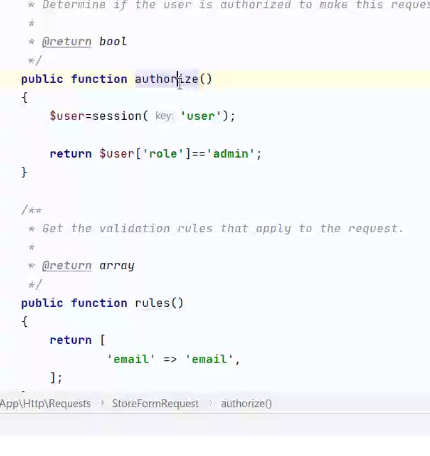 * Determine if the user is authorized to make this reques
*
* @return bool
*/
public function authorize()
{
$user=session( key: 'user');
return $user['role']=='admin';
}
/**
* Get the validation rules that apply to the request.
*
* @return array
*/
public function rules()
{
return [
'email' => 'email',
];
App\Http\Requests › StoreFormRequest › authorize()